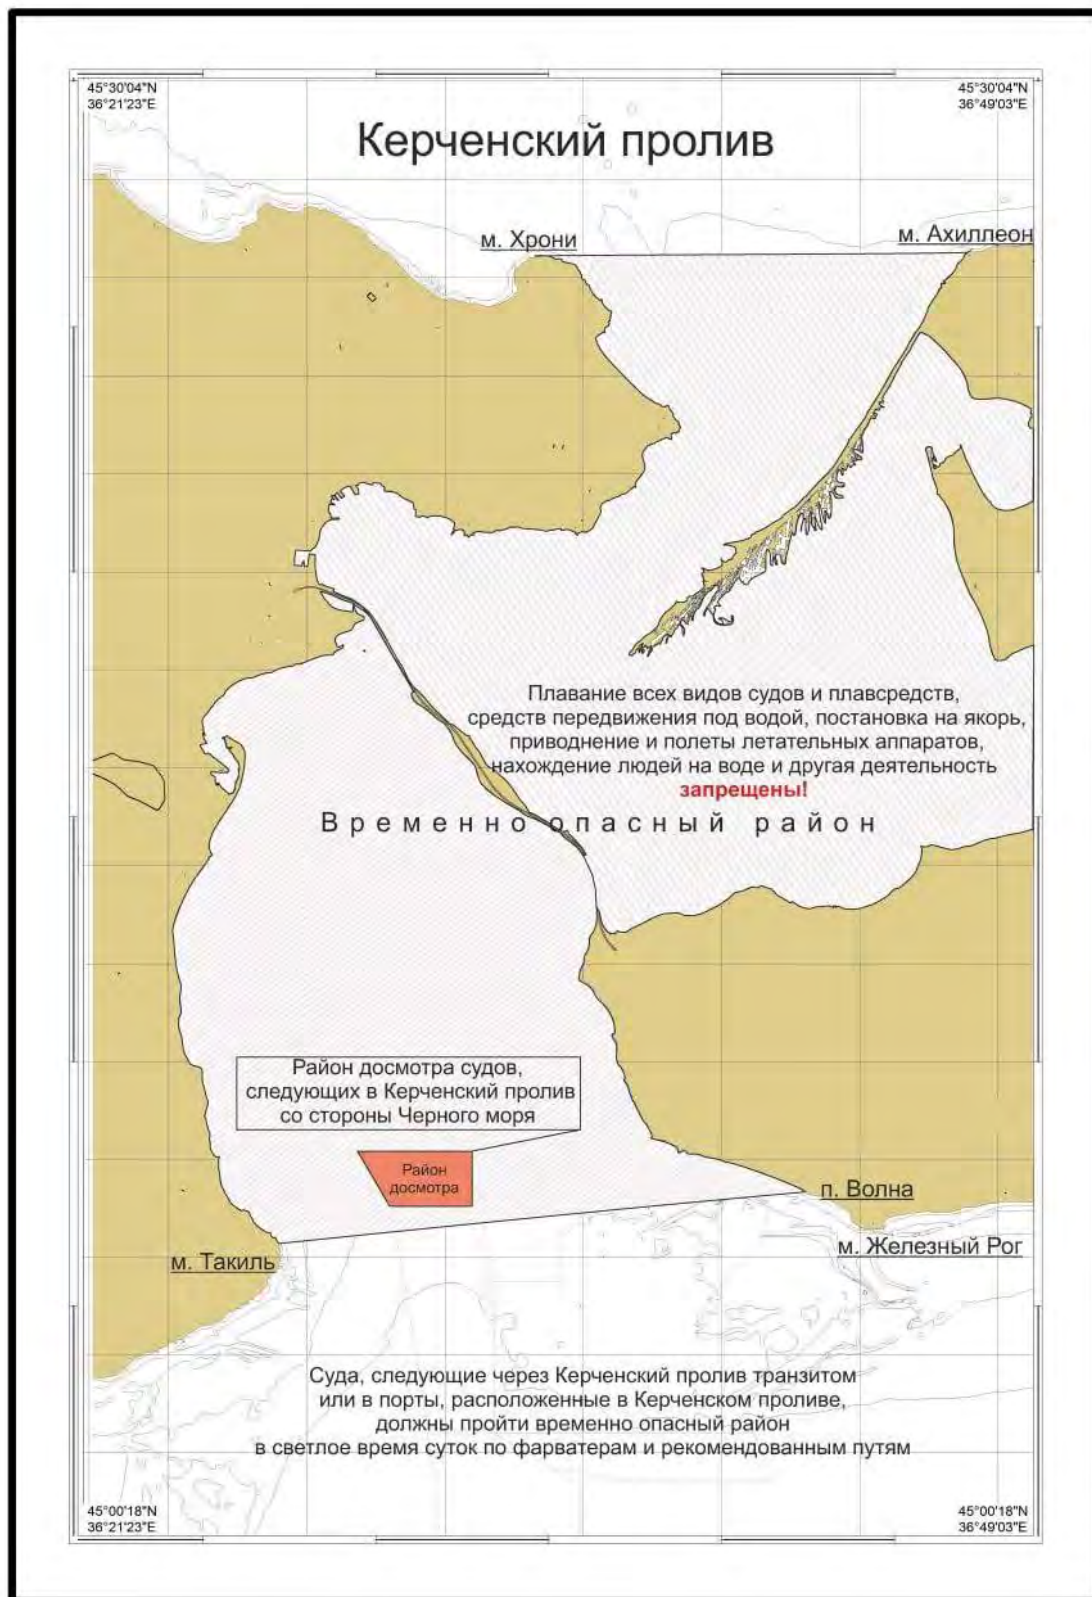 45°30'04"N
36°21'23"E
45°30'04"N
36°49'03"E
Керченский пролив
м. Хрони
м. Ахиллеон
Плавание всех видов судов и плавсредств,
средств передвижения под водой, постановка на якорь,
приводнение и полеты летательных аппаратов,
нахождение людей на воде и другая деятельность
запрещены!
Временно опасный район
Район досмотра судов,
следующих в Керченский пролив
со стороны Черного моря
Район
досмотра
п. Волна
м. Железный Рог
м. Такиль
Суда, следующие через Керченский пролив транзитом
или в порты, расположенные в Керченском проливе,
должны пройти временно опасный район
в светлое время суток по фарватерам и рекомендованным путям
45°00'18"N
36°21'23"E
45°00'18"N
36°49'03"E